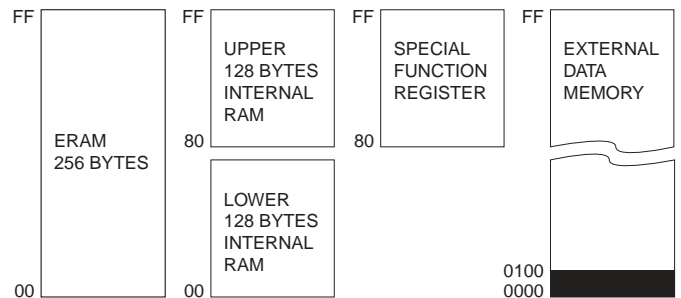 FF
ERAM
256 BYTES
00
FF
UPPER
128 BYTES
INTERNAL
RAM
80
LOWER
128 BYTES
INTERNAL
RAM
00
FF
SPECIAL
FUNCTION
REGISTER
80
FF
EXTERNAL
DATA
MEMORY
0100
0000